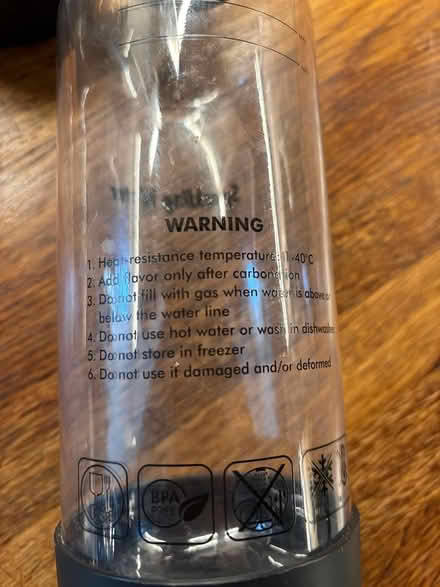 WARNING
1. Heat-resistance temperature: 1-40°C
2. Add flavor only after carbonation
3. Do not fill with gas when water is above or
below the water line
4. Do not use hot water or wash in dishwasher
5. Do not store in freezer
6. Do not use if damaged and/or deformed
BPA